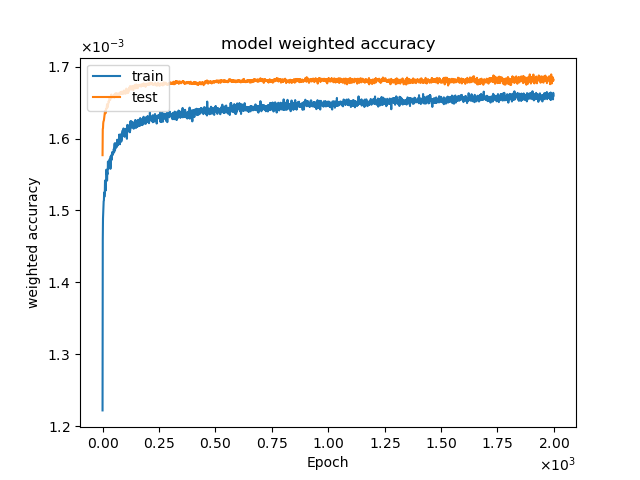 model weighted accuracy
×10⁻³
train
test
1.7
1.6
1.5
1.4
1.3
1.2
weighted accuracy
0.00 0.25 0.50 0.75 1.00 1.25 1.50 1.75 2.00
Epoch
×10³